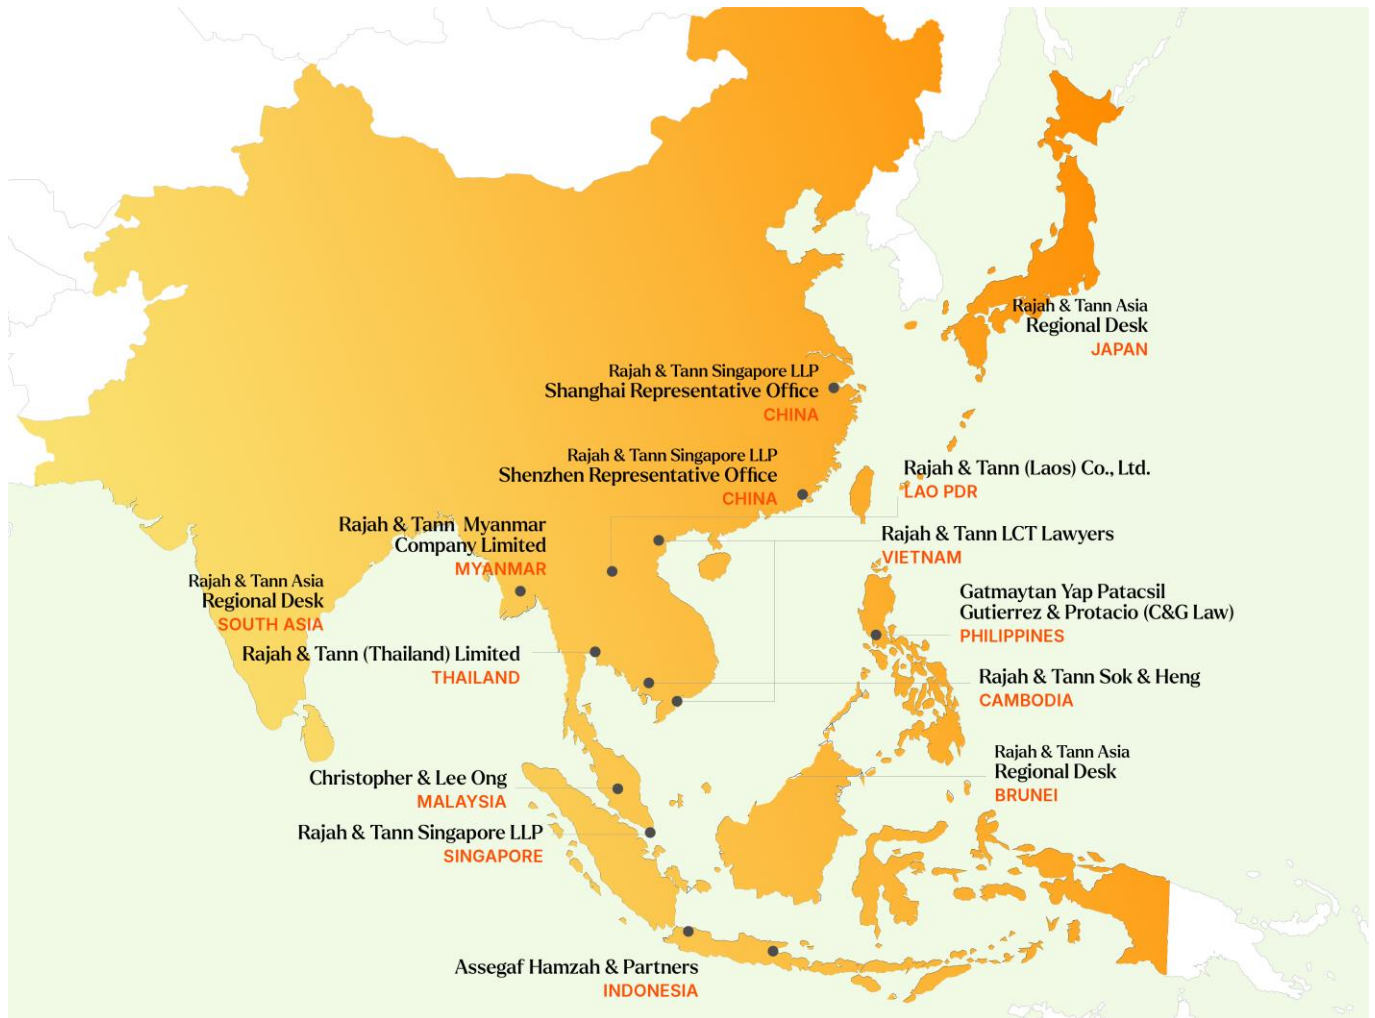 Rajah & Tann Asia
Regional Desk
JAPAN
Rajah & Tann Singapore LLP
Shanghai Representative Office
CHINA
Rajah & Tann Singapore LLP
Shenzhen Representative Office
CHINA
Rajah & Tann (Laos) Co., Ltd.
LAO PDR
Rajah & Tann Myanmar
Company Limited
MYANMAR
Rajah & Tann LCT Lawyers
VIETNAM
Rajah & Tann Asia
Regional Desk
SOUTH ASIA
Gatmaytan Yap Patacsil
Gutierrez & Protacio (C&G Law)
PHILIPPINES
Rajah & Tann (Thailand) Limited
THAILAND
Rajah & Tann Sok & Heng
CAMBODIA
Rajah & Tann Asia
Regional Desk
BRUNEI
Christopher & Lee Ong
MALAYSIA
Rajah & Tann Singapore LLP
SINGAPORE
Assegaf Hamzah & Partners
INDONESIA